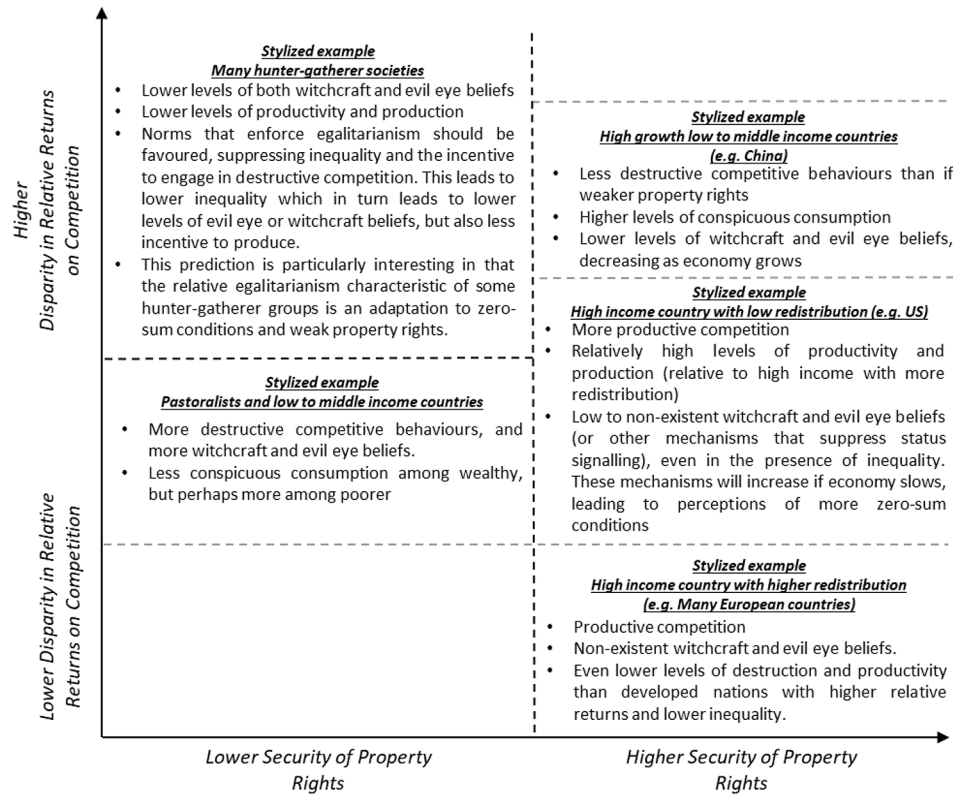 Higher
Disparity in Relative Returns
on Competition
Lower Disparity in Relative
Returns on Competition
Stylized example
Many hunter-gatherer societies
• Lower levels of both witchcraft and evil eye beliefs
• Lower levels of productivity and production
• Norms that enforce egalitarianism should be
favoured, suppressing inequality and the incentive
to engage in destructive competition. This leads to
lower inequality which in turn leads to lower
levels of evil eye or witchcraft beliefs, but also less
incentive to produce.
• This prediction is particularly interesting in that
the relative egalitarianism characteristic of some
hunter-gatherer groups is an adaptation to zero-
sum conditions and weak property rights.
Stylized example
Pastoralists and low to middle income countries
• More destructive competitive behaviours, and
more witchcraft and evil eye beliefs.
• Less conspicuous consumption among wealthy,
but perhaps more among poorer
Stylized example
High growth low to middle income countries
(e.g. China)
• Less destructive competitive behaviours than if
weaker property rights
• Higher levels of conspicuous consumption
• Lower levels of witchcraft and evil eye beliefs,
decreasing as economy grows
Stylized example
High income country with low redistribution (e.g. US)
• More productive competition
• Relatively high levels of productivity and
production (relative to high income with more
redistribution)
• Low to non-existent witchcraft and evil eye beliefs
(or other mechanisms that suppress status
signalling), even in the presence of inequality.
These mechanisms will increase if economy slows,
leading to perceptions of more zero-sum
conditions
Stylized example
High income country with higher redistribution
(e.g. Many European countries)
• Productive competition
• Non-existent witchcraft and evil eye beliefs.
• Even lower levels of destruction and productivity
than developed nations with higher relative
returns and lower inequality.
Lower Security of Property
Rights
Higher Security of Property
Rights